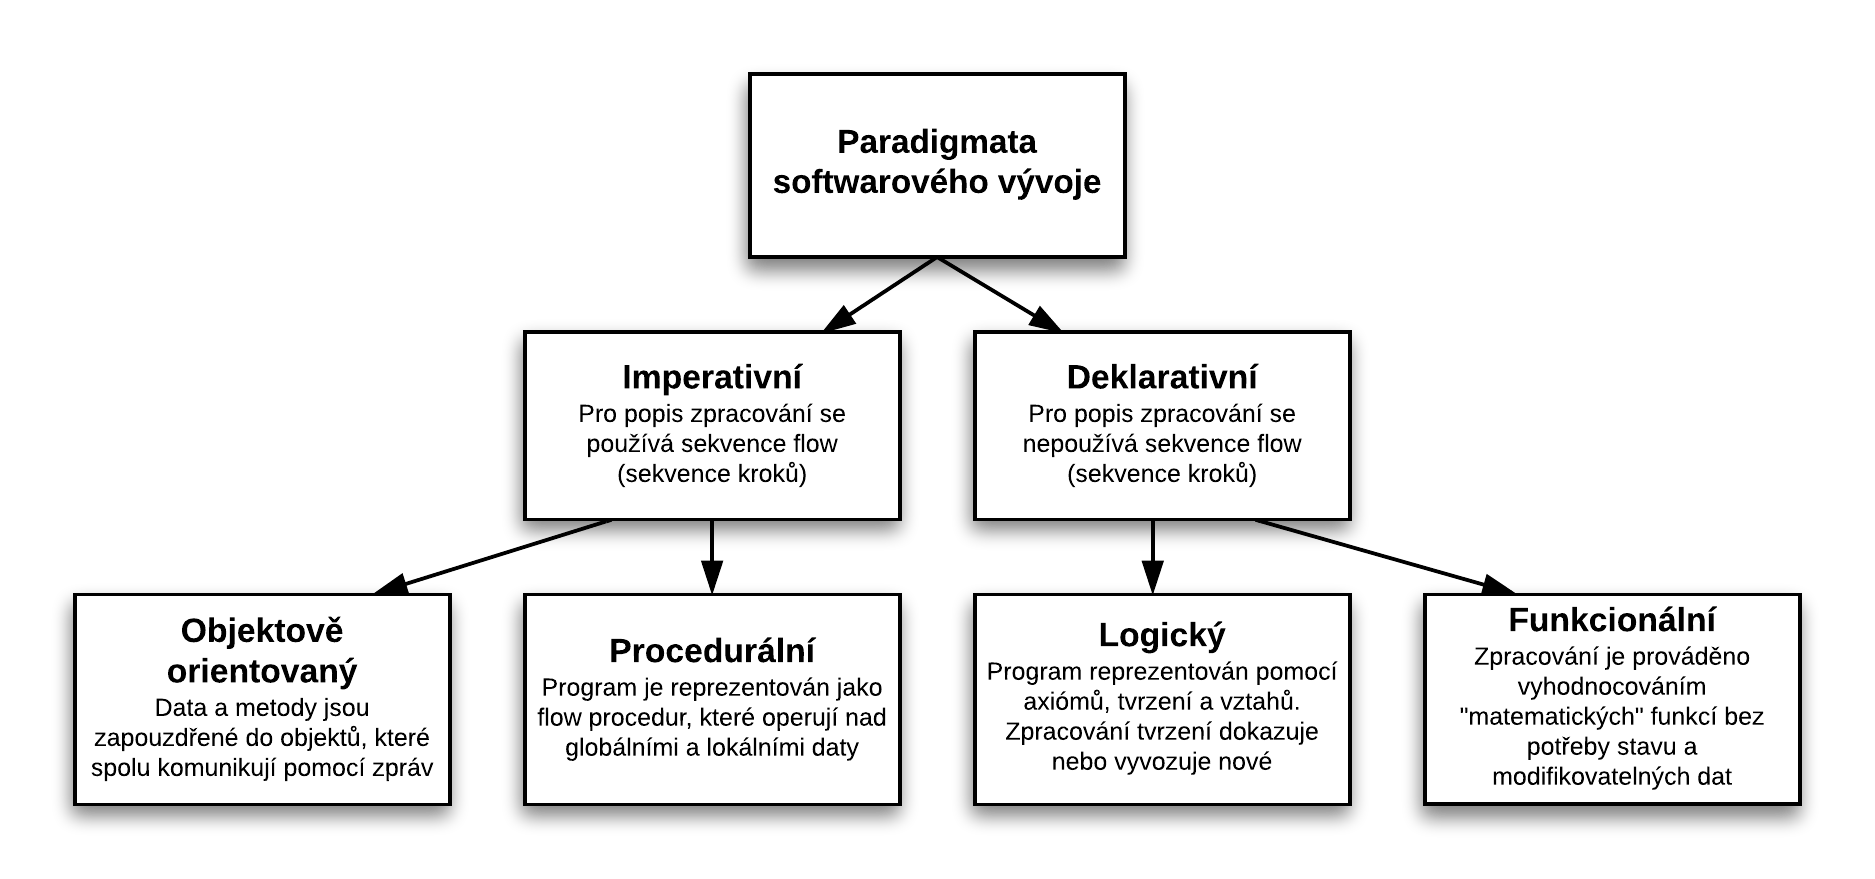 Paradigmata
softwarového vývoje
Imperativní
Pro popis zpracování se
používá sekvence flow
(sekvence kroků)
Deklarativní
Pro popis zpracování se
nepoužívá sekvence flow
(sekvence kroků)
Objektově
orientovaný
Data a metody jsou
zapouzdřené do objektů, které
spolu komunikují pomocí zpráv
Procedurální
Program je reprezentován jako
flow procedur, které operují nad
globálními a lokálními daty
Logický
Program reprezentován pomocí
axiómů, tvrzení a vztahů.
Zpracování tvrzení dokazuje
nebo vyvozuje nové
Funkcionální
Zpracování je prováděno
vyhodnocováním
"matematických" funkcí bez
potřeby stavu a
modifikovatelných dat